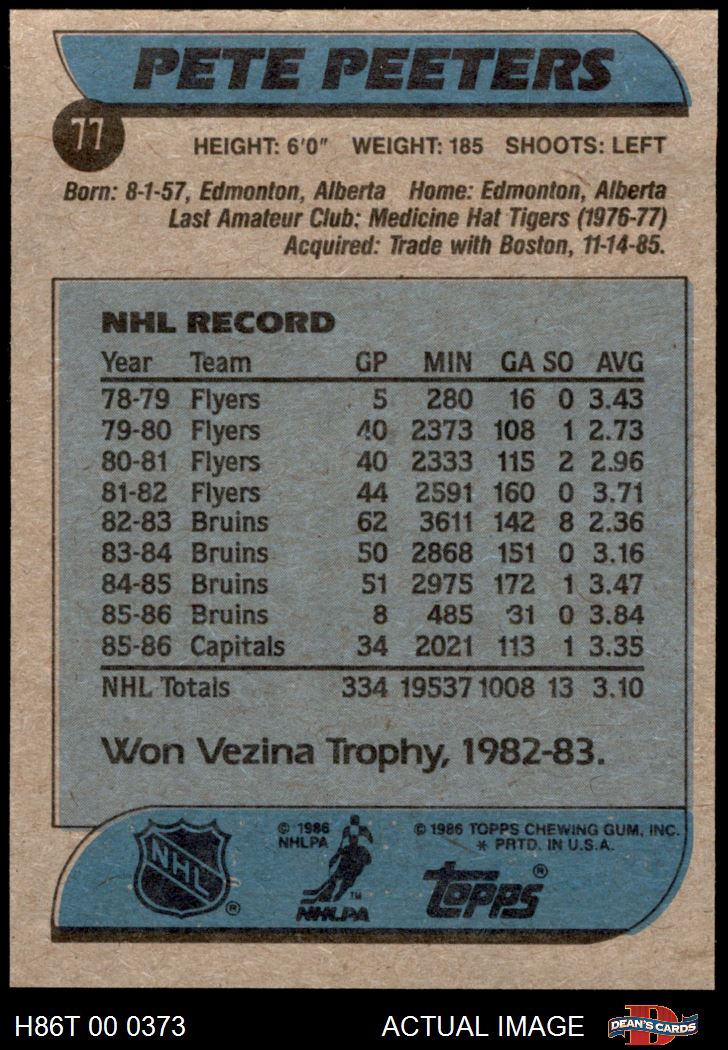 PETE PEETERS
77
HEIGHT: 6'0" WEIGHT: 185 SHOOTS: LEFT
Born: 8-1-57, Edmonton, Alberta Home: Edmonton, Alberta
Last Amateur Club: Medicine Hat Tigers (1976-77)
Acquired: Trade with Boston, 11-14-85.
NHL RECORD
Year Team GP MIN GA SO AVG
78-79 Flyers 5 280 16 0 3.43
79-80 Flyers 40 2373 108 1 2.73
80-81 Flyers 40 2333 115 2 2.96
81-82 Flyers 44 2591 160 0 3.71
82-83 Bruins 62 3611 142 8 2.36
83-84 Bruins 50 2868 151 0 3.16
84-85 Bruins 51 2975 172 1 3.47
85-86 Bruins 8 485 31 0 3.84
85-86 Capitals 34 2021 113 1 3.35
NHL Totals 334 19537 1008 13 3.10
Won Vezina Trophy, 1982-83.
NHL ®
© 1986
NHLPA
TM
NHLPA
© 1986 TOPPS CHEWING GUM, INC.
* PRTD. IN U.S.A.
topps ®
H86T 00 0373 ACTUAL IMAGE DEAN'S CARDS